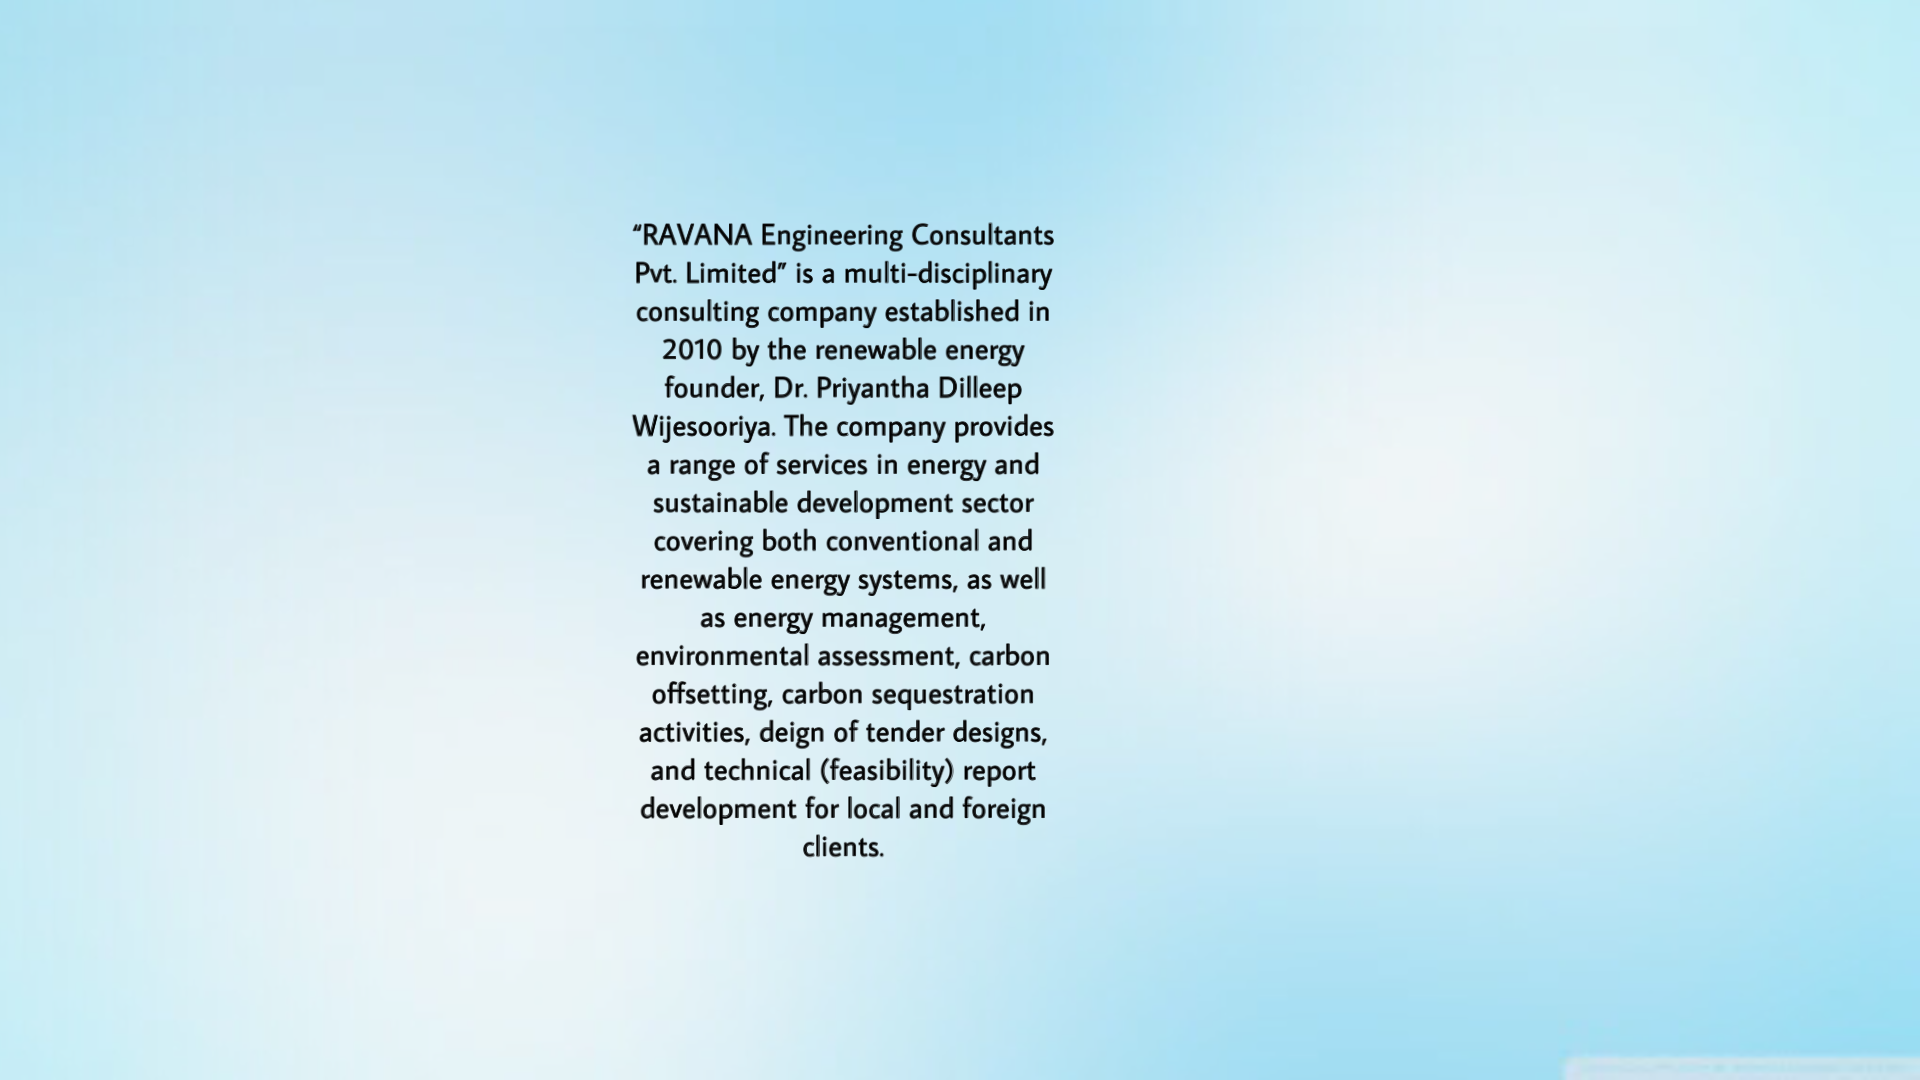 “RAVANA Engineering Consultants
Pvt. Limited” is a multi-disciplinary
consulting company established in
2010 by the renewable energy
founder, Dr. Priyantha Dilleep
Wijesooriya. The company provides
a range of services in energy and
sustainable development sector
covering both conventional and
renewable energy systems, as well
as energy management,
environmental assessment, carbon
offsetting, carbon sequestration
activities, deign of tender designs,
and technical (feasibility) report
development for local and foreign
clients.